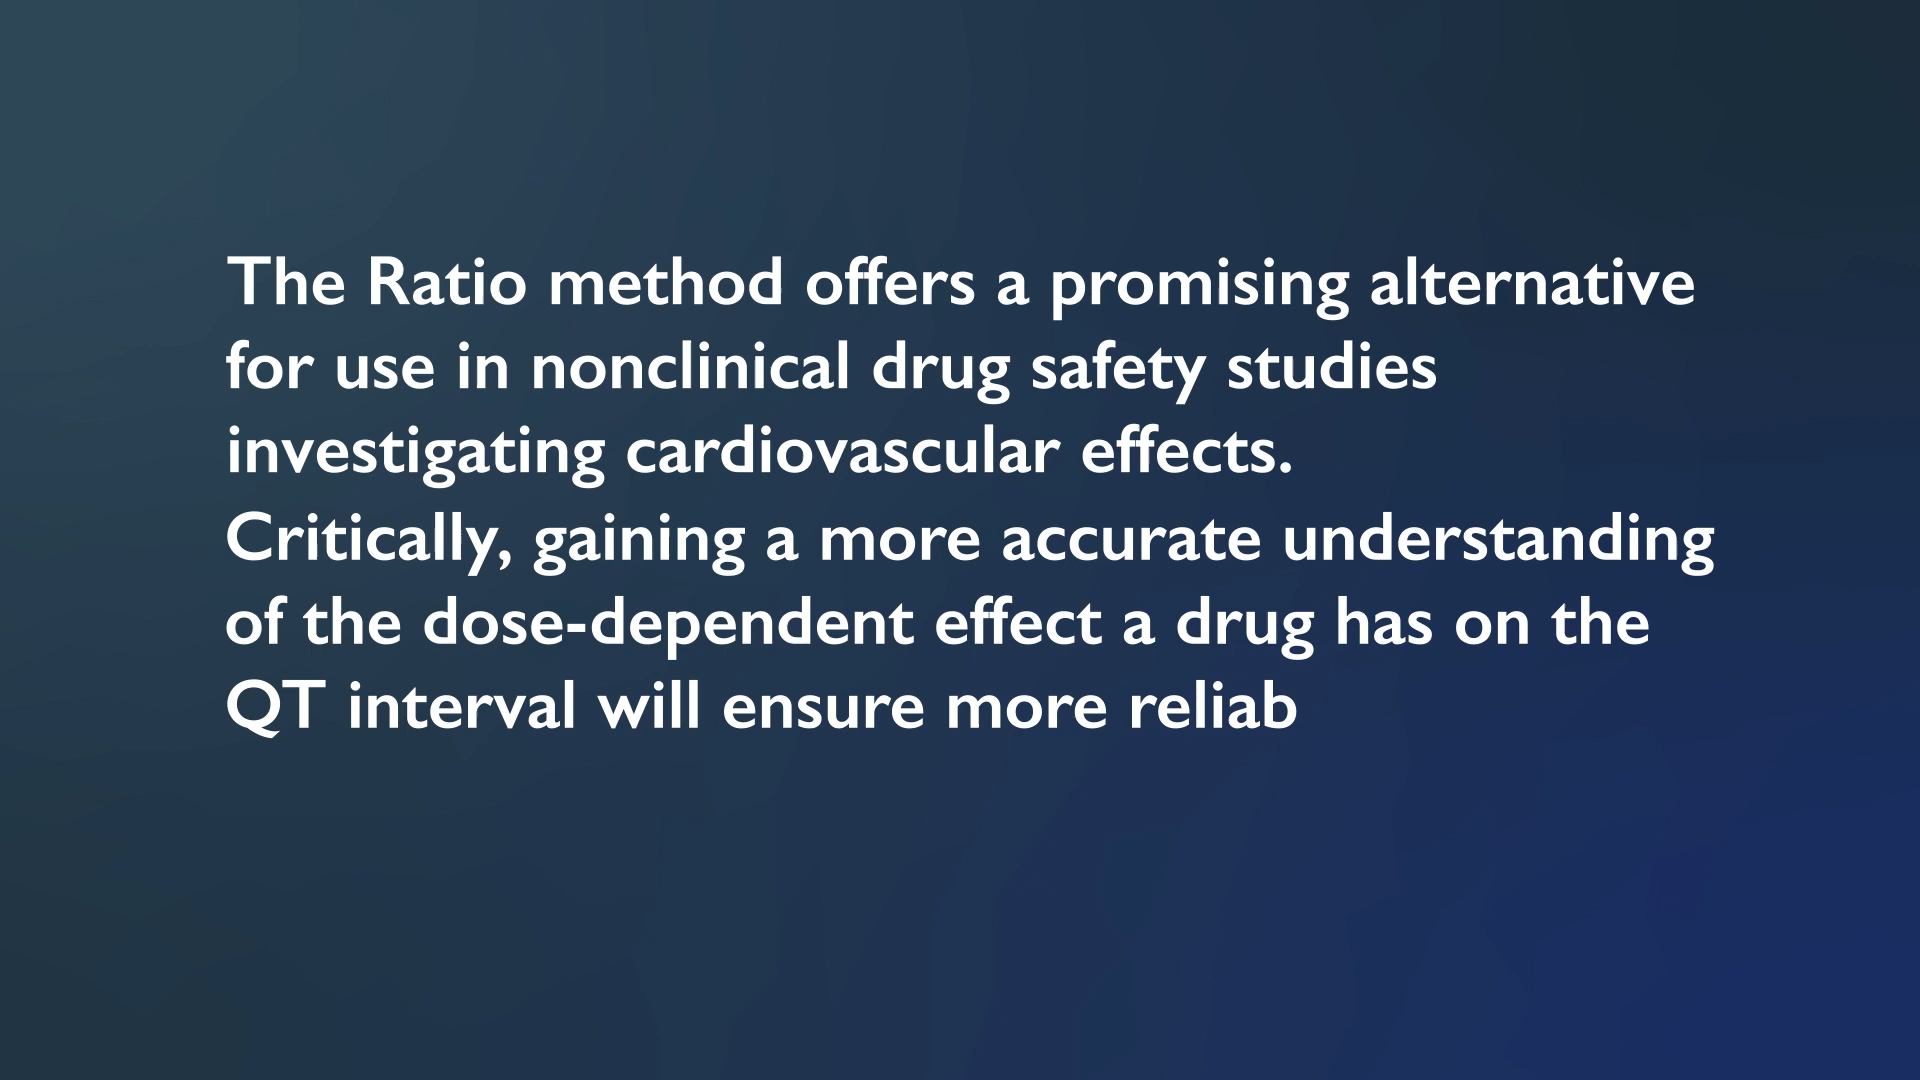 The Ratio method offers a promising alternative
for use in nonclinical drug safety studies
investigating cardiovascular effects.
Critically, gaining a more accurate understanding
of the dose-dependent effect a drug has on the
QT interval will ensure more reliab